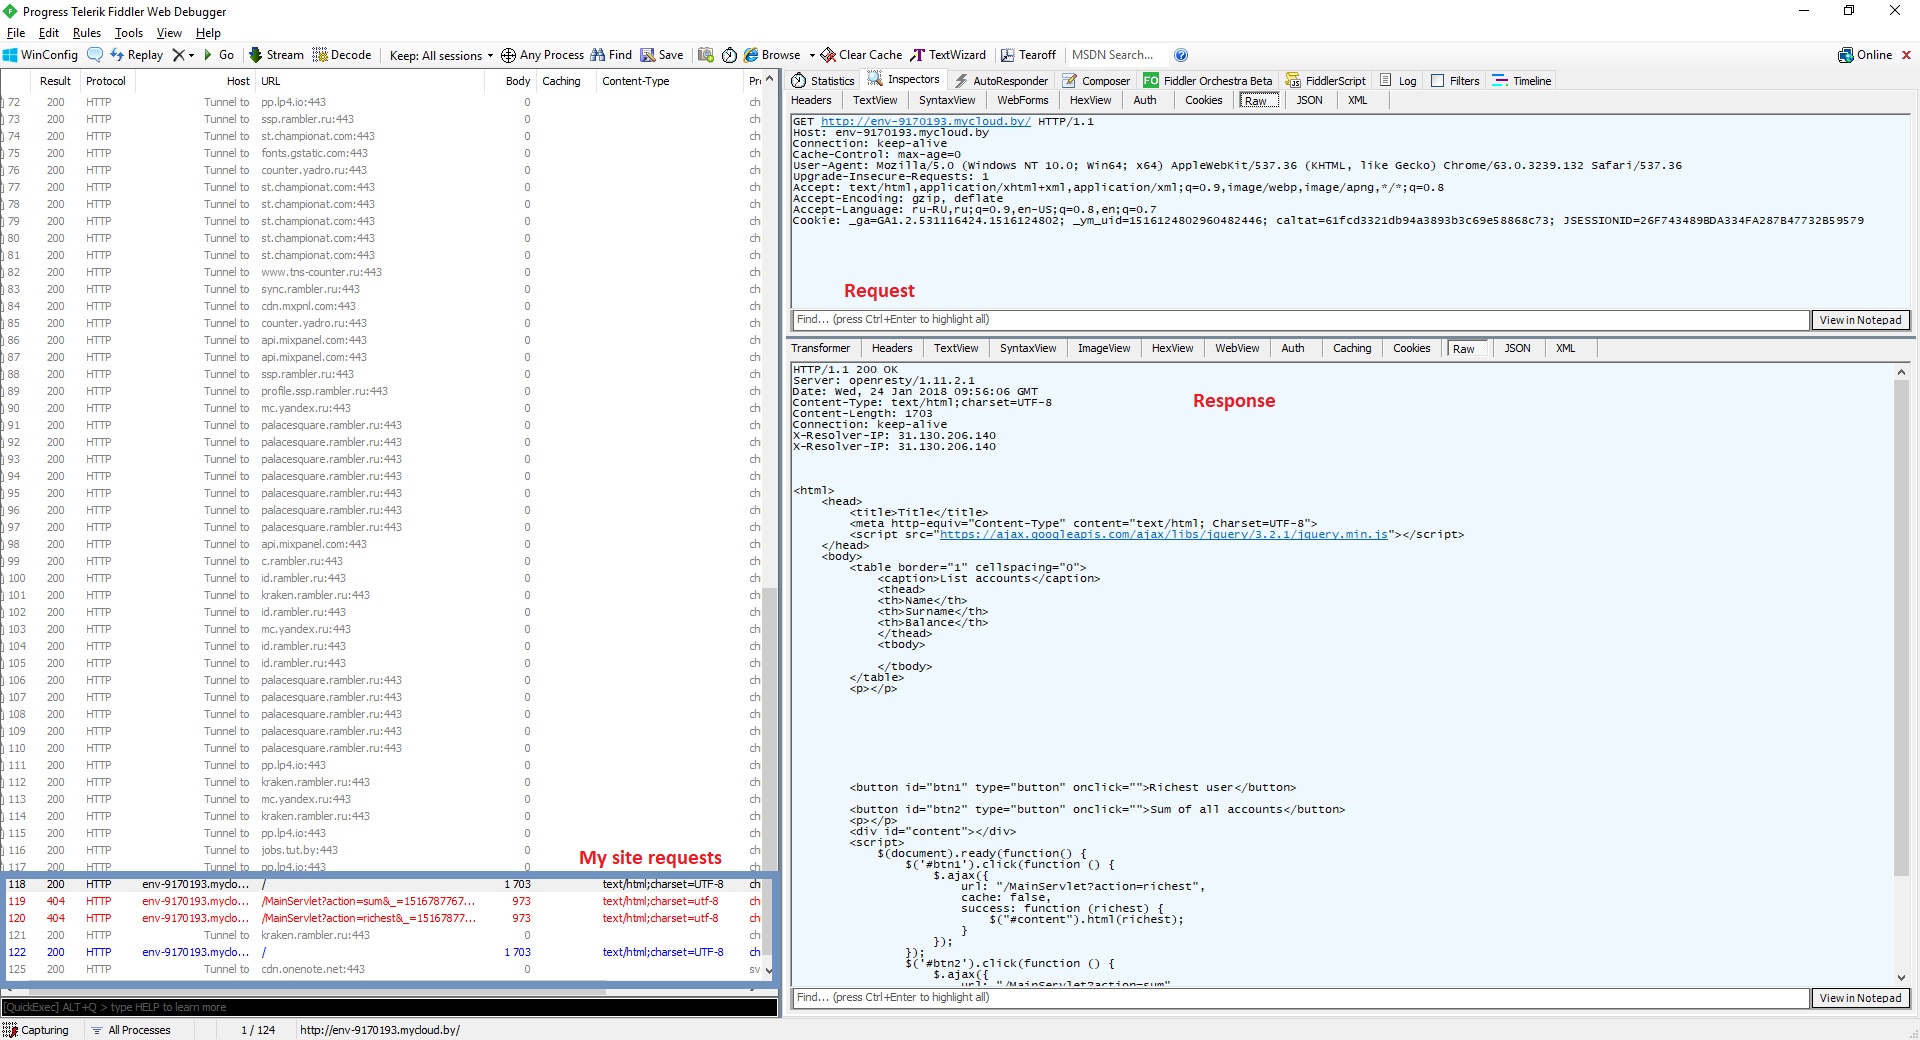 Progress Telerik Fiddler Web Debugger
File Edit Rules Tools View Help
WinConfig Replay Go Stream Decode Keep: All sessions Any Process Find Save Browse Clear Cache TextWizard Tearoff MSDN Search... Online
Result Protocol Host URL Body Caching Content-Type Pr
72 200 HTTP Tunnel to pp.lp4.io:443 0 ch
73 200 HTTP Tunnel to ssp.rambler.ru:443 0 ch
74 200 HTTP Tunnel to st.championat.com:443 0 ch
75 200 HTTP Tunnel to fonts.gstatic.com:443 0 ch
76 200 HTTP Tunnel to counter.yadro.ru:443 0 ch
77 200 HTTP Tunnel to st.championat.com:443 0 ch
78 200 HTTP Tunnel to st.championat.com:443 0 ch
79 200 HTTP Tunnel to st.championat.com:443 0 ch
80 200 HTTP Tunnel to st.championat.com:443 0 ch
81 200 HTTP Tunnel to st.championat.com:443 0 ch
82 200 HTTP Tunnel to www.tns-counter.ru:443 0 ch
83 200 HTTP Tunnel to sync.rambler.ru:443 0 ch
84 200 HTTP Tunnel to cdn.mxpnl.com:443 0 ch
85 200 HTTP Tunnel to counter.yadro.ru:443 0 ch
86 200 HTTP Tunnel to api.mixpanel.com:443 0 ch
87 200 HTTP Tunnel to api.mixpanel.com:443 0 ch
88 200 HTTP Tunnel to ssp.rambler.ru:443 0 ch
89 200 HTTP Tunnel to profile.ssp.rambler.ru:443 0 ch
90 200 HTTP Tunnel to mc.yandex.ru:443 0 ch
91 200 HTTP Tunnel to palacesquare.rambler.ru:443 0 ch
92 200 HTTP Tunnel to palacesquare.rambler.ru:443 0 ch
93 200 HTTP Tunnel to palacesquare.rambler.ru:443 0 ch
94 200 HTTP Tunnel to palacesquare.rambler.ru:443 0 ch
95 200 HTTP Tunnel to palacesquare.rambler.ru:443 0 ch
96 200 HTTP Tunnel to palacesquare.rambler.ru:443 0 ch
97 200 HTTP Tunnel to palacesquare.rambler.ru:443 0 ch
98 200 HTTP Tunnel to api.mixpanel.com:443 0 ch
99 200 HTTP Tunnel to c.rambler.ru:443 0 ch
100 200 HTTP Tunnel to id.rambler.ru:443 0 ch
101 200 HTTP Tunnel to kraken.rambler.ru:443 0 ch
102 200 HTTP Tunnel to id.rambler.ru:443 0 ch
103 200 HTTP Tunnel to mc.yandex.ru:443 0 ch
104 200 HTTP Tunnel to id.rambler.ru:443 0 ch
105 200 HTTP Tunnel to id.rambler.ru:443 0 ch
106 200 HTTP Tunnel to palacesquare.rambler.ru:443 0 ch
107 200 HTTP Tunnel to palacesquare.rambler.ru:443 0 ch
108 200 HTTP Tunnel to palacesquare.rambler.ru:443 0 ch
109 200 HTTP Tunnel to palacesquare.rambler.ru:443 0 ch
110 200 HTTP Tunnel to palacesquare.rambler.ru:443 0 ch
111 200 HTTP Tunnel to pp.lp4.io:443 0 ch
112 200 HTTP Tunnel to kraken.rambler.ru:443 0 ch
113 200 HTTP Tunnel to mc.yandex.ru:443 0 ch
114 200 HTTP Tunnel to kraken.rambler.ru:443 0 ch
115 200 HTTP Tunnel to pp.lp4.io:443 0 ch
116 200 HTTP Tunnel to jobs.tut.by:443 0 ch
My site requests
117 200 HTTP Tunnel to pp.lp4.io:443 0 ch
118 200 HTTP env-9170193.myclo... / 1 703 text/html;charset=UTF-8 ch
119 404 HTTP env-9170193.myclo... /MainServlet?action=sum&_=1516787767... 973 text/html;charset=utf-8 ch
120 404 HTTP env-9170193.myclo... /MainServlet?action=richest&_=15167877... 973 text/html;charset=utf-8 ch
121 200 HTTP Tunnel to kraken.rambler.ru:443 0 ch
122 200 HTTP env-9170193.myclo... / 1 703 text/html;charset=UTF-8 ch
125 200 HTTP Tunnel to cdn.onenote.net:443 0 sv
[QuickExec] ALT+Q > type HELP to learn more
Capturing All Processes 1 / 124 http://env-9170193.mycloud.by/
Statistics Inspectors AutoResponder Composer FO Fiddler Orchestra Beta FiddlerScript Log Filters Timeline
Headers TextView SyntaxView WebForms HexView Auth Cookies Raw JSON XML
GET http://env-9170193.mycloud.by/ HTTP/1.1
Host: env-9170193.mycloud.by
Connection: keep-alive
Cache-Control: max-age=0
User-Agent: Mozilla/5.0 (Windows NT 10.0; Win64; x64) AppleWebKit/537.36 (KHTML, like Gecko) Chrome/63.0.3239.132 Safari/537.36
Upgrade-Insecure-Requests: 1
Accept: text/html,application/xhtml+xml,application/xml;q=0.9,image/webp,image/apng,*/*;q=0.8
Accept-Encoding: gzip, deflate
Accept-Language: ru-RU,ru;q=0.9,en-US;q=0.8,en;q=0.7
Cookie: _ga=GA1.2.531116424.1516124802; _ym_uid=1516124802960482446; caltat=61fcd3321db94a3893b3c69e58868c73; JSESSIONID=26F743489BDA334FA287B47732B59579
Request
Find... (press Ctrl+Enter to highlight all) View in Notepad
Transformer Headers TextView SyntaxView ImageView HexView WebView Auth Caching Cookies Raw JSON XML
HTTP/1.1 200 OK
Server: openresty/1.11.2.1
Date: Wed, 24 Jan 2018 09:56:06 GMT
Content-Type: text/html;charset=UTF-8
Response
Content-Length: 1703
Connection: keep-alive
X-Resolver-IP: 31.130.206.140
X-Resolver-IP: 31.130.206.140
<html>
<head>
<title>Title</title>
<meta http-equiv="Content-Type" content="text/html; Charset=UTF-8">
<script src="https://ajax.googleapis.com/ajax/libs/jquery/3.2.1/jquery.min.js"></script>
</head>
<body>
<table border="1" cellspacing="0">
<caption>List accounts</caption>
<thead>
<th>Name</th>
<th>Surname</th>
<th>Balance</th>
</thead>
<tbody>
</tbody>
</table>
<p></p>
<button id="btn1" type="button" onclick="">Richest user</button>
<button id="btn2" type="button" onclick="">Sum of all accounts</button>
<p></p>
<div id="content"></div>
<script>
$(document).ready(function() {
$('#btn1').click(function () {
$.ajax({
url: "/MainServlet?action=richest",
cache: false,
success: function (richest) {
$("#content").html(richest);
}
});
});
$('#btn2').click(function () {
$.ajax({
url: "/MainServlet?action=sum"
Find... (press Ctrl+Enter to highlight all) View in Notepad